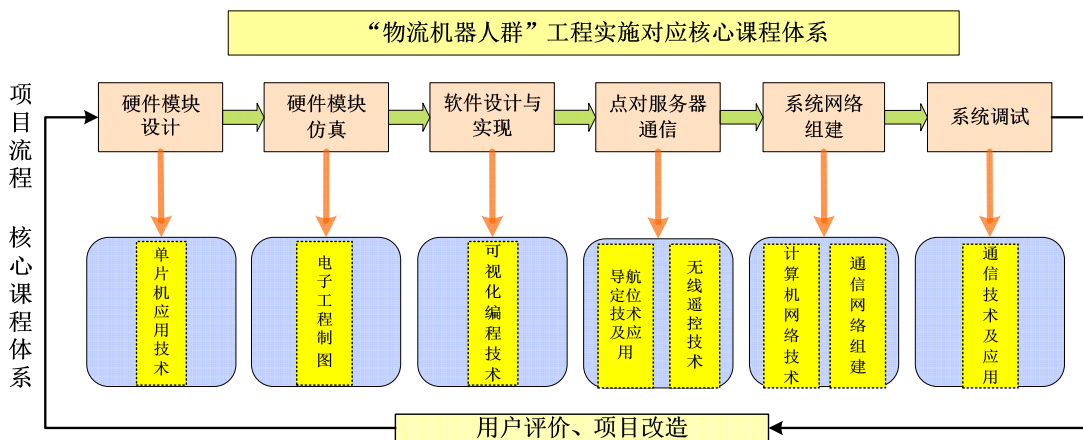 “物流机器人群”工程实施对应核心课程体系
项目流程
硬件模块
设计
硬件模块
仿真
软件设计与
实现
点对服务器
通信
系统网络
组建
系统调试
核心课程体系
单片机应用技术
电子工程制图
可视化编程技术
导航
定位
技术
及应
用
无线遥控技术
计算机网络技术
通信网络组建
通信技术及应用
用户评价、项目改造